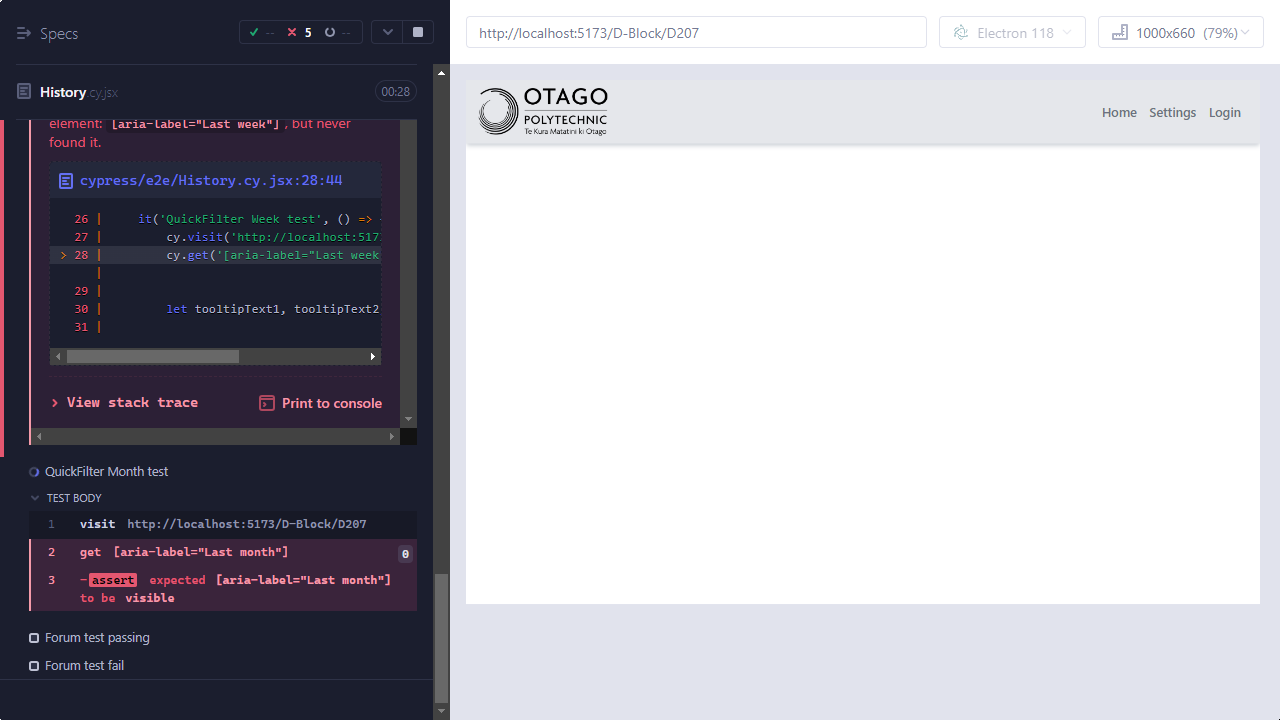 Specs
-- 5 --
History.cy.jsx
00:28
element: [aria-label="Last week"], but never
found it.
cypress/e2e/History.cy.jsx:28:44
26 | it('QuickFilter Week test', () =>
27 | cy.visit('http://localhost:517
> 28 | cy.get('[aria-label="Last week
|
29 |
30 | let tooltipText1, tooltipText2
31 |
> View stack trace
Print to console
QuickFilter Month test
TEST BODY
1 visit http://localhost:5173/D-Block/D207
2 get [aria-label="Last month"] 0
3 -assert expected [aria-label="Last month"]
to be visible
Forum test passing
Forum test fail
http://localhost:5173/D-Block/D207
Electron 118
1000x660 (79%)
OTAGO
POLYTECHNIC
Te Kura Matatini ki Otago
Home Settings Login